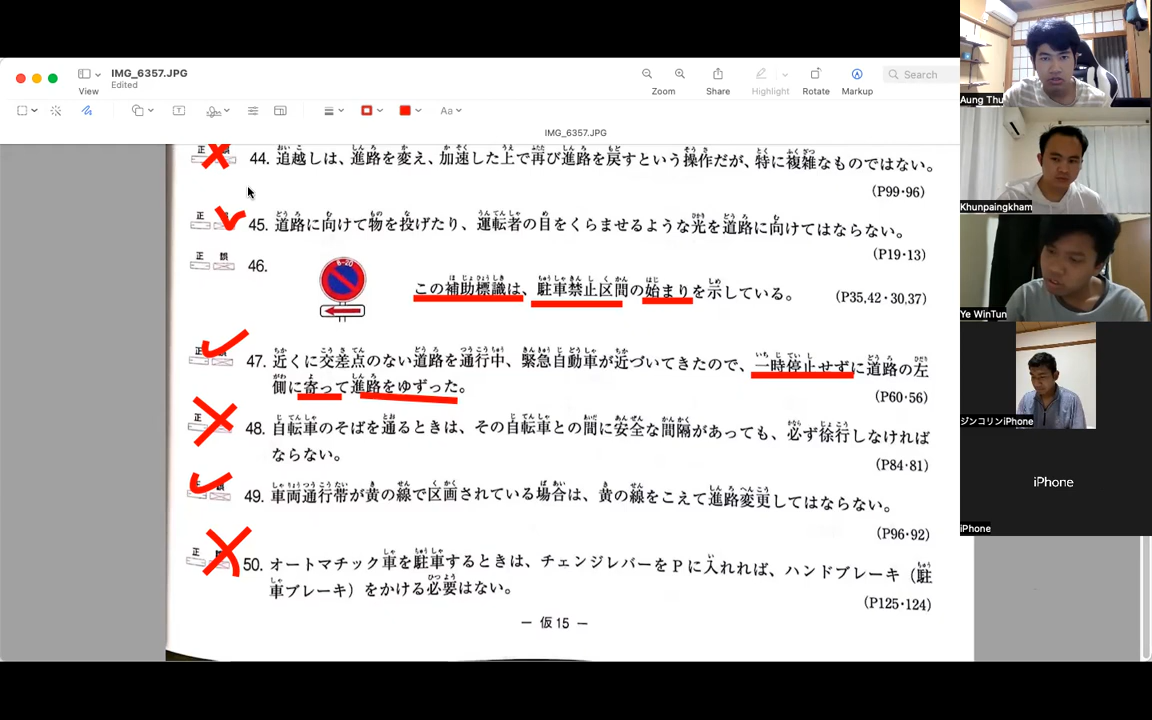 IMG_6357.JPG
Edited
View
Zoom
Share
Highlight
Rotate
Markup
Search
Aa
IMG_6357.JPG
正 44. 追越しは、進路を変え、加速した上で再び進路を戻すという操作だが、特に複雑なものではない。
(P99・96)
正 45. 道路に向けて物を投げたり、運転者の目をくらませるような光を道路に向けてはならない。
(P19・13)
正 誤 46.
8-20
この補助標識は、駐車禁止区間の始まりを示している。 (P35,42・30,37)
47. 近くに交差点のない道路を通行中、緊急自動車が近づいてきたので、一時停止せずに道路の左
側に寄って進路をゆずった。
(P60・56)
48. 自転車のそばを通るときは、その自転車との間に安全な間隔があっても、必ず徐行しなければ
ならない。
(P84・81)
49. 車両通行帯が黄の線で区画されている場合は、黄の線をこえて進路変更してはならない。
(P96・92)
正 50. オートマチック車を駐車するときは、チェンジレバーをPに入れれば、ハンドブレーキ（駐
車ブレーキ）をかける必要はない。
(P125・124)
— 仮15 —
Aung Thu
Khunpaingkham
Ye WinTun
ジンコリンiPhone
iPhone
iPhone